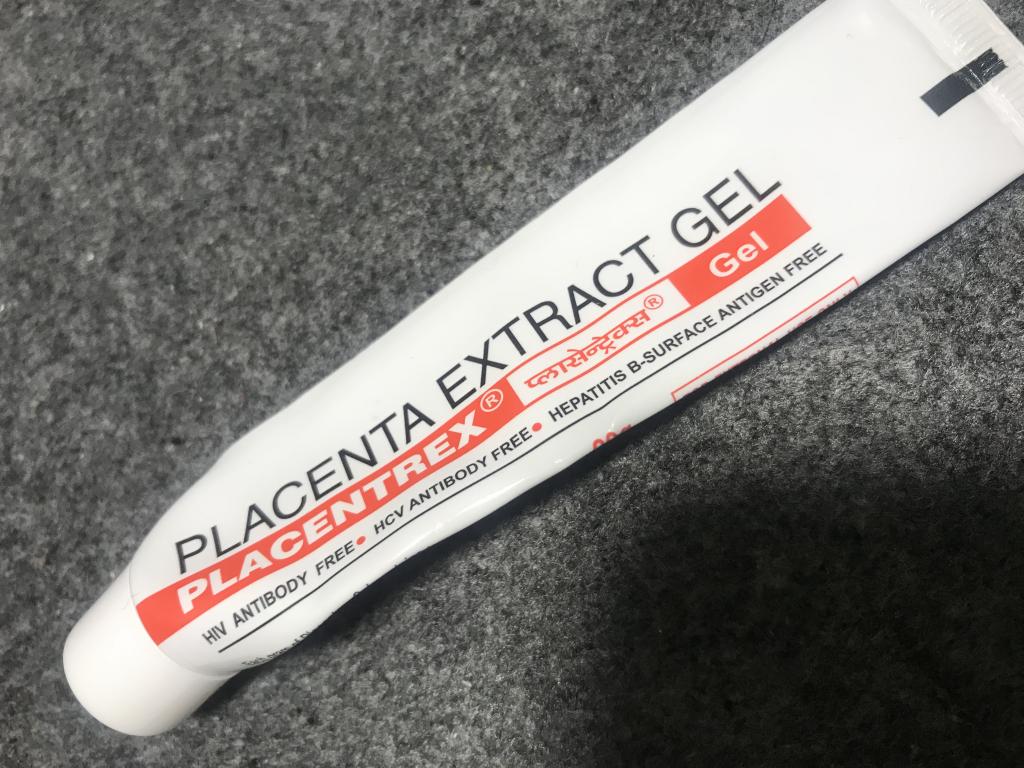 PLACENTA EXTRACT GEL
PLACENTREX® प्लासेन्ट्रेक्स® Gel
HIV ANTIBODY FREE• HCV ANTIBODY FREE• HEPATITIS B-SURFACE ANTIGEN FREE